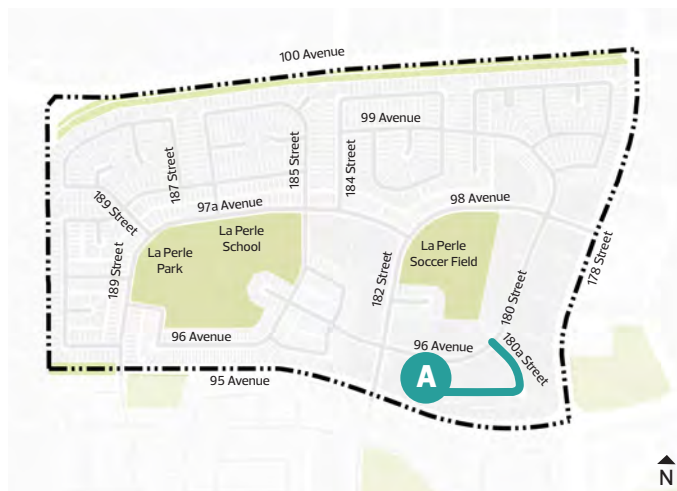 100 Avenue
99 Avenue
187 Street
185 Street
184 Street
189 Street
97a Avenue
98 Avenue
La Perle
School
La Perle
Park
La Perle
Soccer Field
178 Street
189 Street
182 Street
180 Street
96 Avenue
96 Avenue
180a Street
A
95 Avenue
N